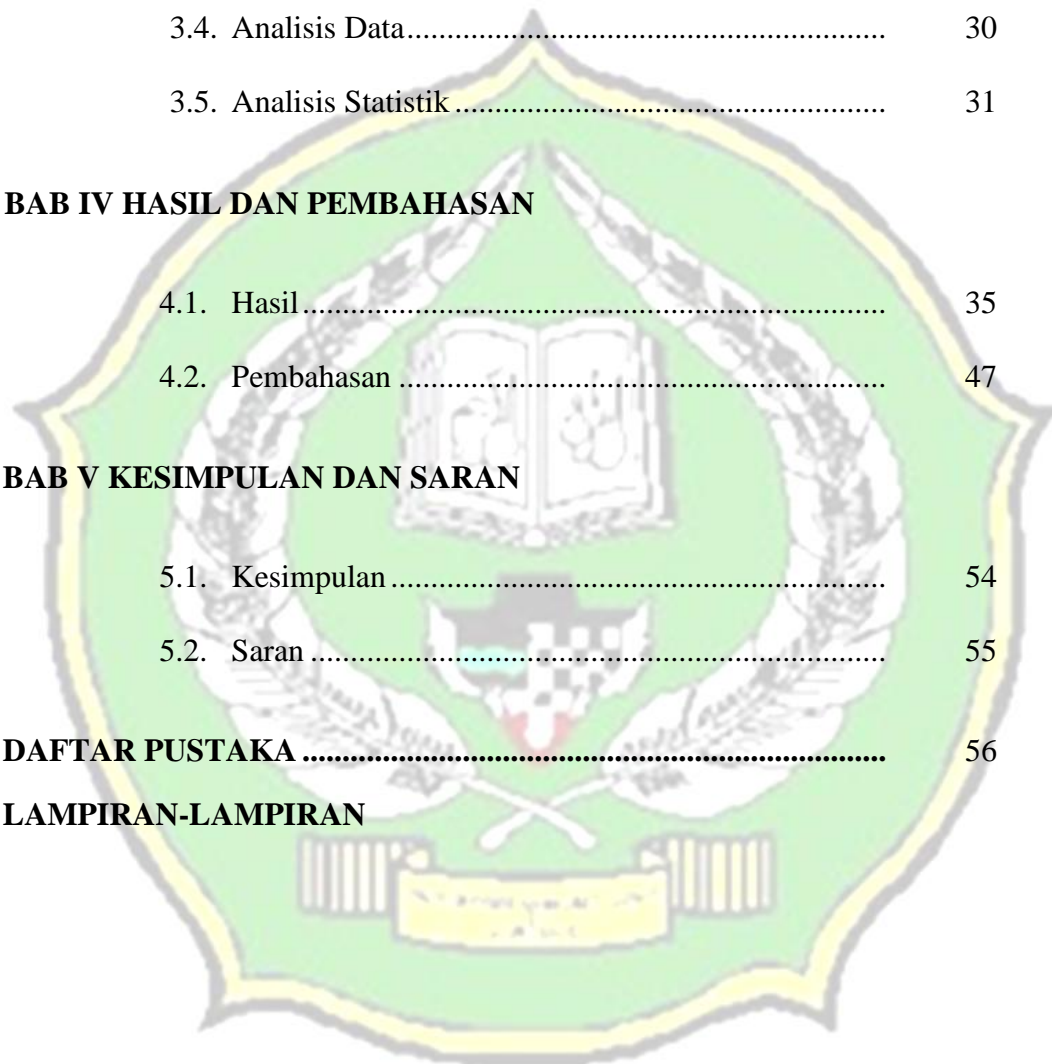 3.4. Analisis Data............................................................ 30
3.5. Analisis Statistik...................................................... 31
BAB IV HASIL DAN PEMBAHASAN
4.1. Hasil......................................................................... 35
4.2. Pembahasan ............................................................. 47
BAB V KESIMPULAN DAN SARAN
5.1. Kesimpulan.............................................................. 54
5.2. Saran ........................................................................ 55
DAFTAR PUSTAKA ......................................................................... 56
LAMPIRAN-LAMPIRAN